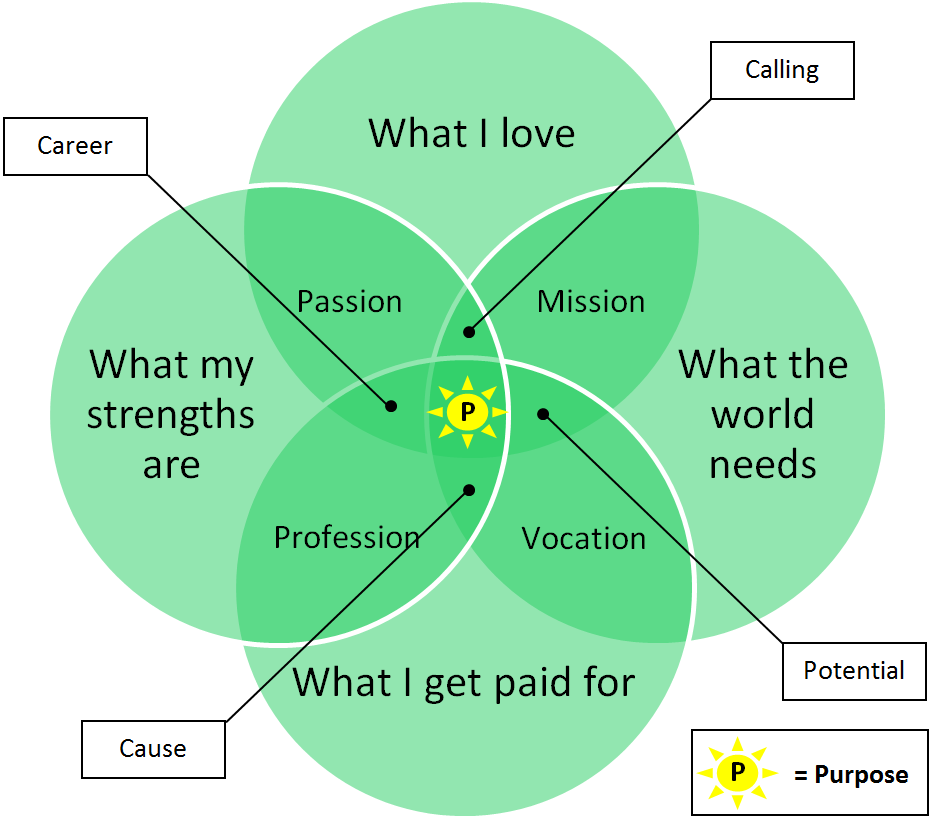 Calling
What I love
Career
Passion
Mission
What my
strengths
are
What the
world
needs
P
Profession
Vocation
Potential
What I get paid for
Cause
P = Purpose